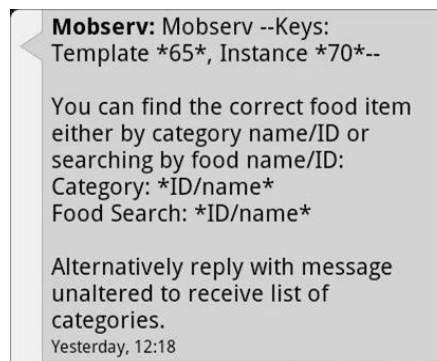 Mobserv: Mobserv --Keys:
Template *65*, Instance *70*--
You can find the correct food item
either by category name/ID or
searching by food name/ID:
Category: *ID/name*
Food Search: *ID/name*
Alternatively reply with message
unaltered to receive list of
categories.
Yesterday, 12:18